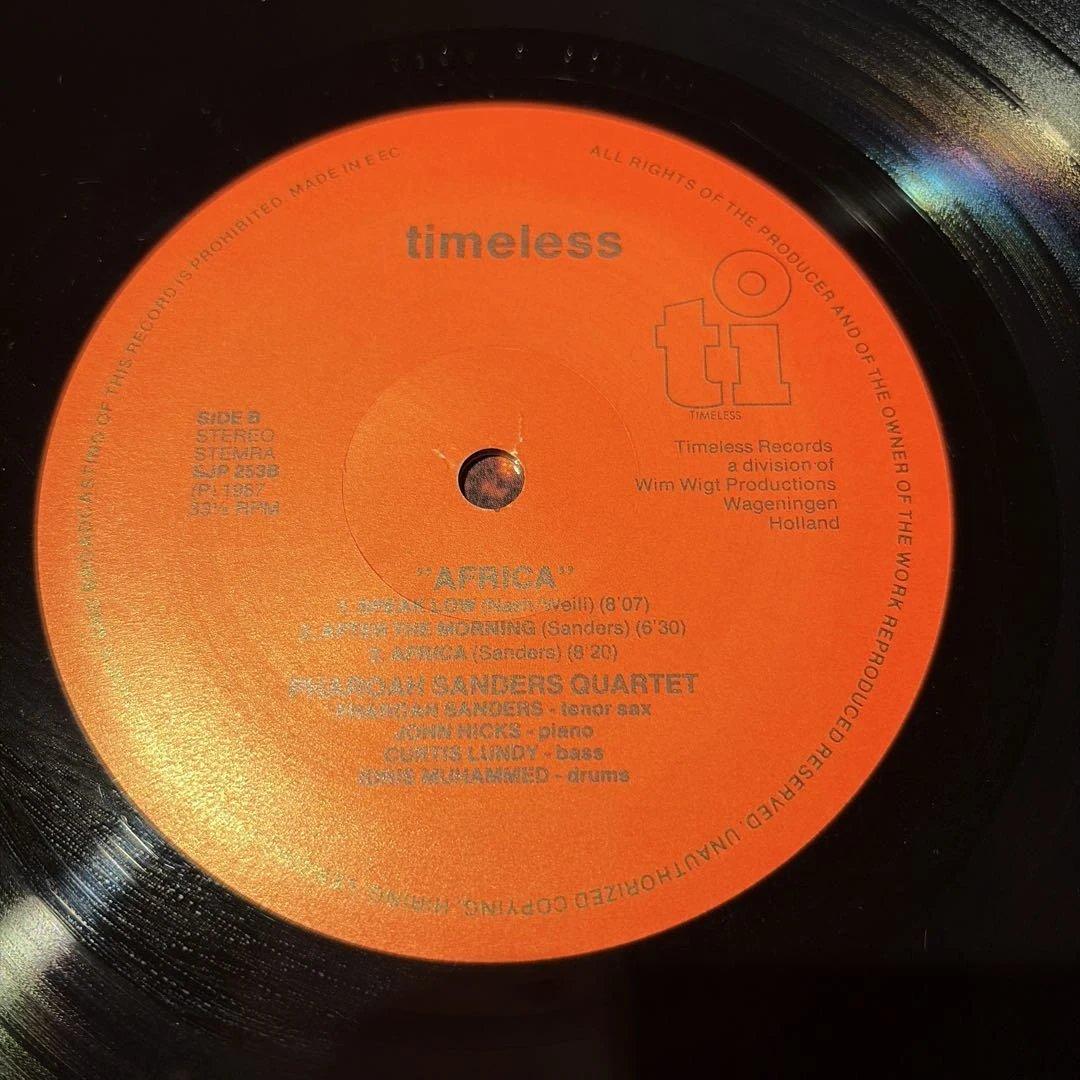 timeless
ti
TIMELESS
Timeless Records
a division of
Wim Wigt Productions
Wageningen
Holland
SIDE B
STEREO
STEMRA
SJP 253B
(P) 1987
33⅓ RPM
"AFRICA"
1. SPEAK LOW (Nash/Weill) (8'07)
2. AFTER THE MORNING (Sanders) (6'30)
3. AFRICA (Sanders) (8'20)
PHAROAH SANDERS QUARTET
PHAROAH SANDERS - tenor sax
JOHN HICKS - piano
CURTIS LUNDY - bass
IDRIS MUHAMMED - drums
ALL RIGHTS OF THE PRODUCER AND OF THE OWNER OF THE WORK REPRODUCED RESERVED. UNAUTHORIZED COPYING, HIRING, BROADCASTING OF THIS RECORD IS PROHIBITED. MADE IN EEC